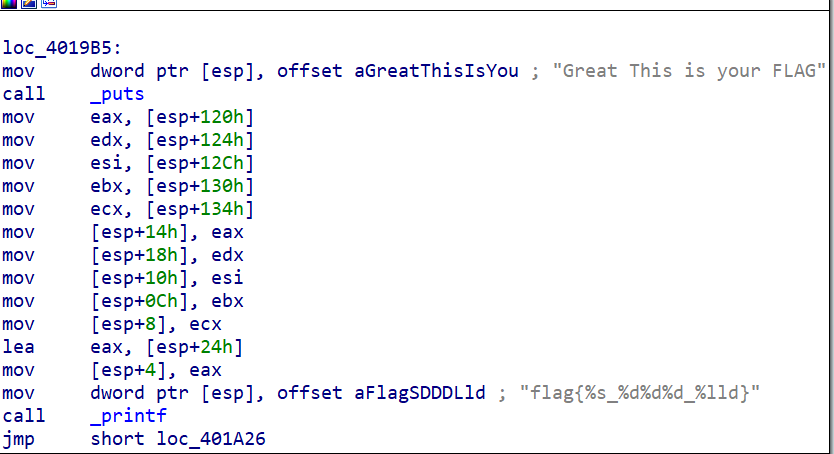 loc_4019B5:
mov     dword ptr [esp], offset aGreatThisIsYou ; "Great This is your FLAG"
call    _puts
mov     eax, [esp+120h]
mov     edx, [esp+124h]
mov     esi, [esp+12Ch]
mov     ebx, [esp+130h]
mov     ecx, [esp+134h]
mov     [esp+14h], eax
mov     [esp+18h], edx
mov     [esp+10h], esi
mov     [esp+0Ch], ebx
mov     [esp+8], ecx
lea     eax, [esp+24h]
mov     [esp+4], eax
mov     dword ptr [esp], offset aFlagSDDDLld ; "flag{%s_%d%d%d_%lld}"
call    _printf
jmp     short loc_401A26